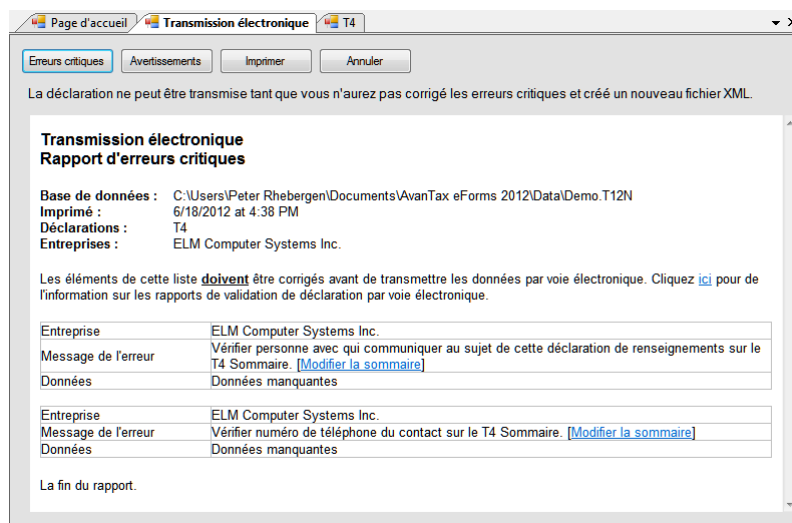 Page d'accueil Transmission électronique T4
Erreurs critiques Avertissements Imprimer Annuler
La déclaration ne peut être transmise tant que vous n'aurez pas corrigé les erreurs critiques et créé un nouveau fichier XML.
Transmission électronique
Rapport d'erreurs critiques
Base de données : C:\Users\Peter Rhebergen\Documents\AvanTax eForms 2012\Data\Demo.T12N
Imprimé : 6/18/2012 at 4:38 PM
Déclarations : T4
Entreprises : ELM Computer Systems Inc.
Les éléments de cette liste doivent être corrigés avant de transmettre les données par voie électronique. Cliquez ici pour de
l'information sur les rapports de validation de déclaration par voie électronique.
Entreprise ELM Computer Systems Inc.
Message de l'erreur Vérifier personne avec qui communiquer au sujet de cette déclaration de renseignements sur le
T4 Sommaire. [Modifier la sommaire]
Données Données manquantes
Entreprise ELM Computer Systems Inc.
Message de l'erreur Vérifier numéro de téléphone du contact sur le T4 Sommaire. [Modifier la sommaire]
Données Données manquantes
La fin du rapport.